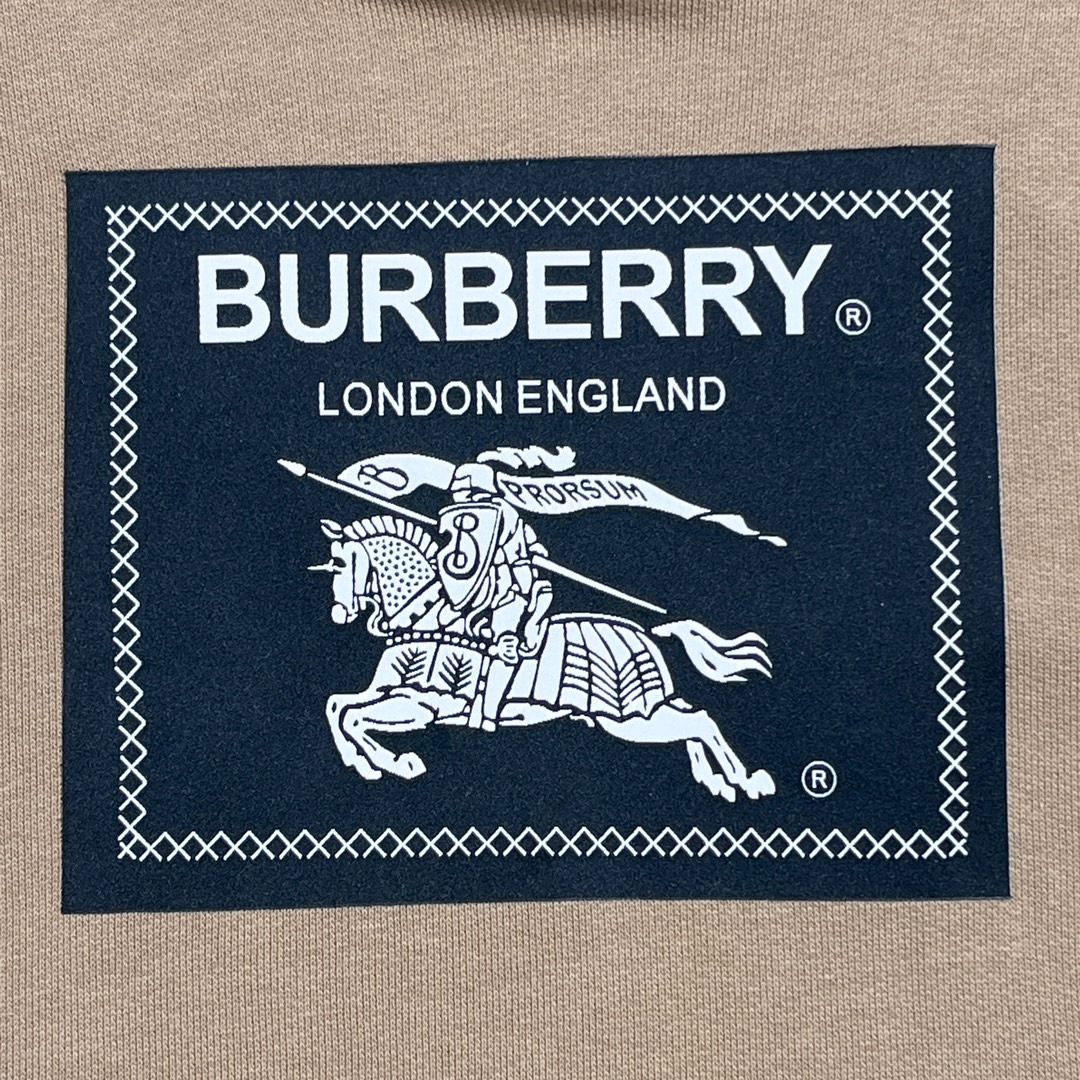 BURBERRY®
LONDON ENGLAND
B PRORSUM
B
®